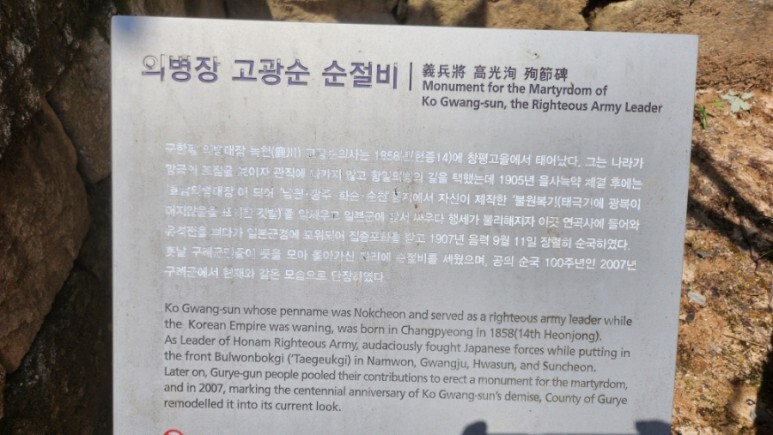 의병장 고광순 순절비
義兵將 高光洵 殉節碑
Monument for the Martyrdom of
Ko Gwang-sun, the Righteous Army Leader
구한말 의병대장 녹천(鹿川) 고광순의사는 1858년(헌종14)에 창평고을에서 태어났다. 그는 나라가
망국의 조짐을 보이자 관직에 나가지 않고 항일의병의 길을 택했는데 1905년 을사늑약 체결 후에는
'호남의병대장'이 되어 남원·광주·화순·순천 등지에서 자신이 제작한 '불원복기(태국기에 광복이
앞세우고 일본군에 맞서 싸우다 행세가 불리해지자 이곳 연곡사에 들어와
일본군경에 포위되어 집중포화를 맞고 1907년 음력 9월 11일 장렬히 순국하였다.
훗날 구례군민들이 뜻을 모아 돌아가신 자리에 순절비를 세웠으며, 공의 순국 100주년인 2007년
구례군에서 현재와 같은 모습으로 단장하였다.
Ko Gwang-sun whose penname was Nokcheon and served as a righteous army leader while
the Korean Empire was waning, was born in Changpyeong in 1858(14th Heonjong).
As Leader of Honam Righteous Army, audaciously fought Japanese forces while putting in
the front Bulwonbokgi ('Taegeukgi) in Namwon, Gwangju, Hwasun, and Suncheon.
Later on, Gurye-gun people pooled their contributions to erect a monument for the martyrdom,
and in 2007, marking the centennial anniversary of Ko Gwang-sun's demise, County of Gurye
remodelled it into its current look.